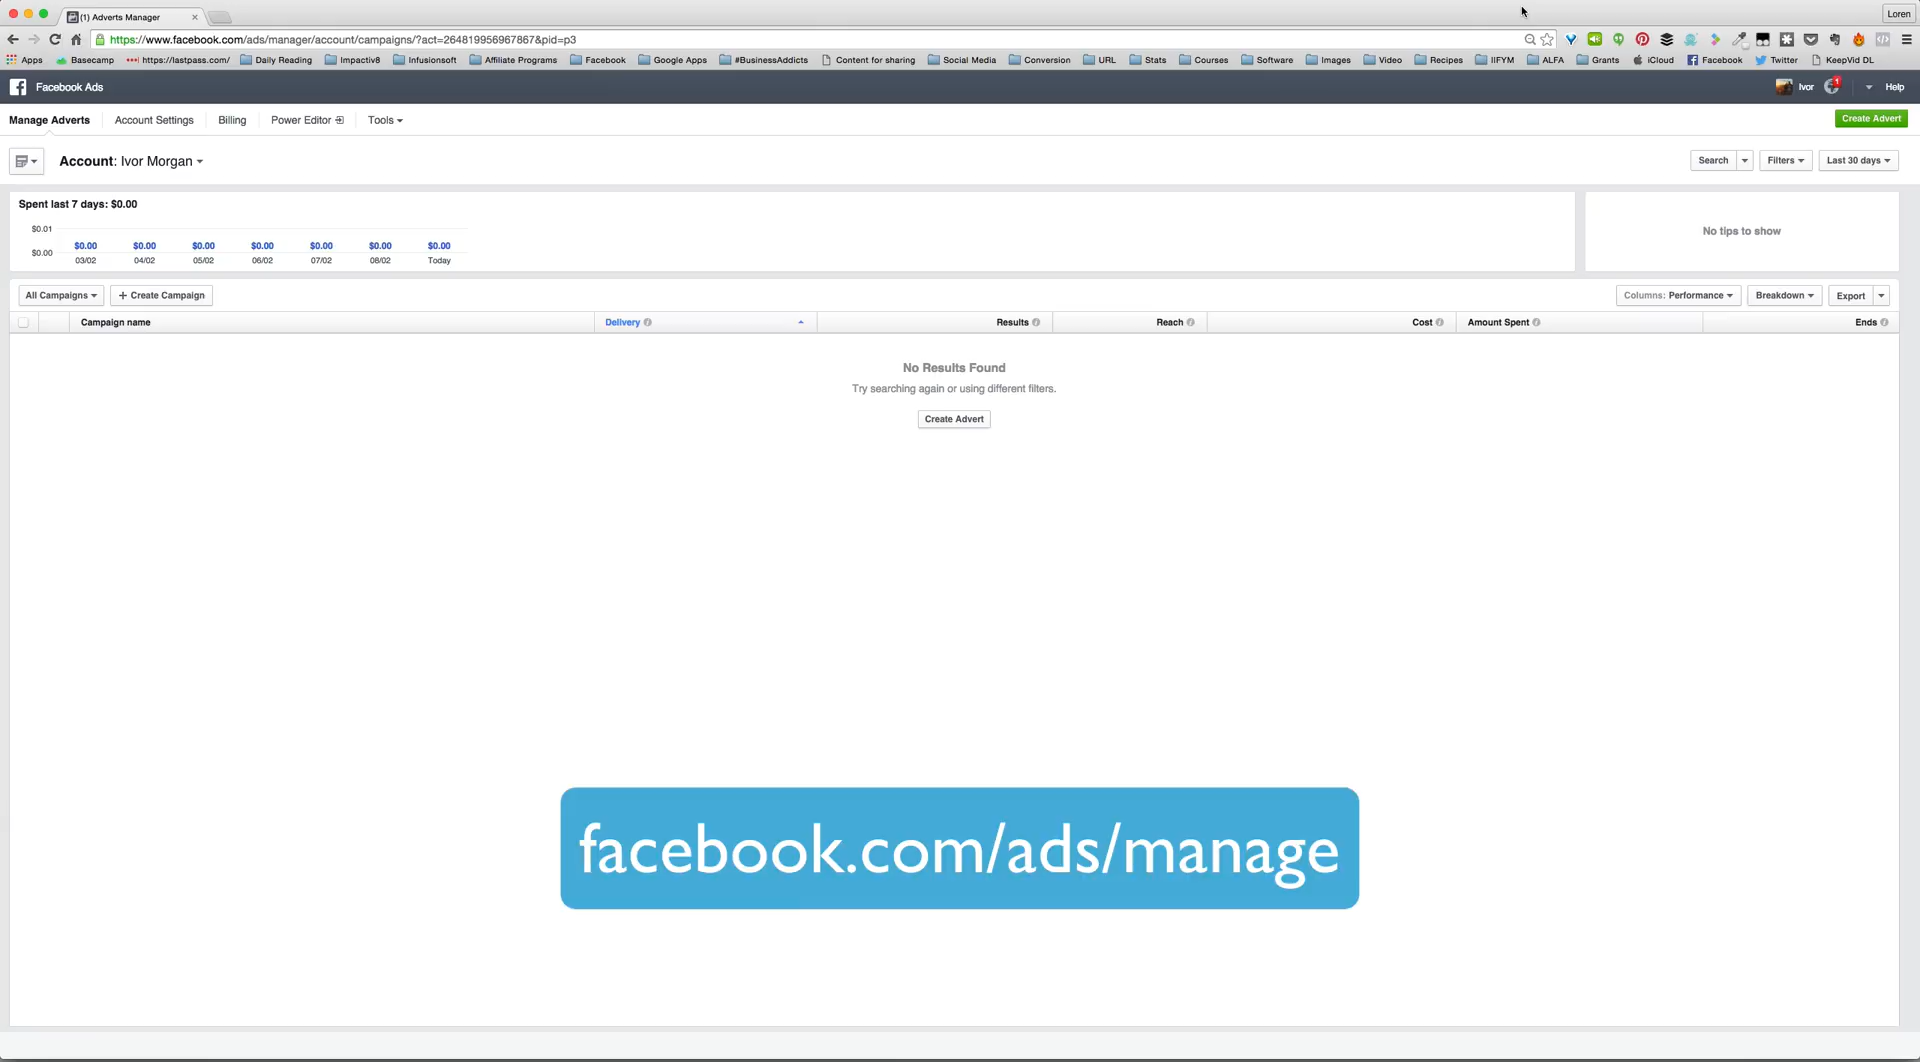 (1) Adverts Manager
Loren
https://www.facebook.com/ads/manager/account/campaigns/?act=264819956967867&pid=p3
Apps Basecamp https://lastpass.com/ Daily Reading Impactiv8 Infusionsoft Affiliate Programs Facebook Google Apps #BusinessAddicts Content for sharing Social Media Conversion URL Stats Courses Software Images Video Recipes IIFYM ALFA Grants iCloud Facebook Twitter KeepVid DL
Facebook Ads Ivor 1 Help
Manage Adverts Account Settings Billing Power Editor Tools Create Advert
Account: Ivor Morgan Search Filters Last 30 days
Spent last 7 days: $0.00
$0.01
$0.00 $0.00 $0.00 $0.00 $0.00 $0.00 $0.00
$0.00
03/02 04/02 05/02 06/02 07/02 08/02 Today
No tips to show
All Campaigns + Create Campaign Columns: Performance Breakdown Export
Campaign name Delivery Results Reach Cost Amount Spent Ends
No Results Found
Try searching again or using different filters.
Create Advert
facebook.com/ads/manage